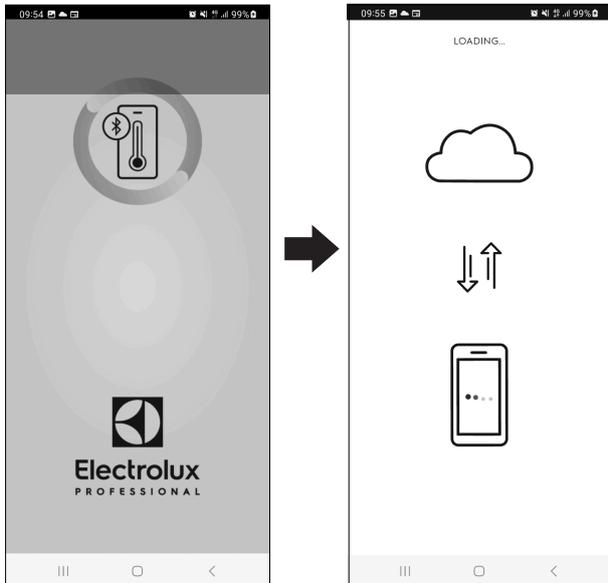 09:54 99%
Electrolux
PROFESSIONAL
09:55 99%
LOADING...